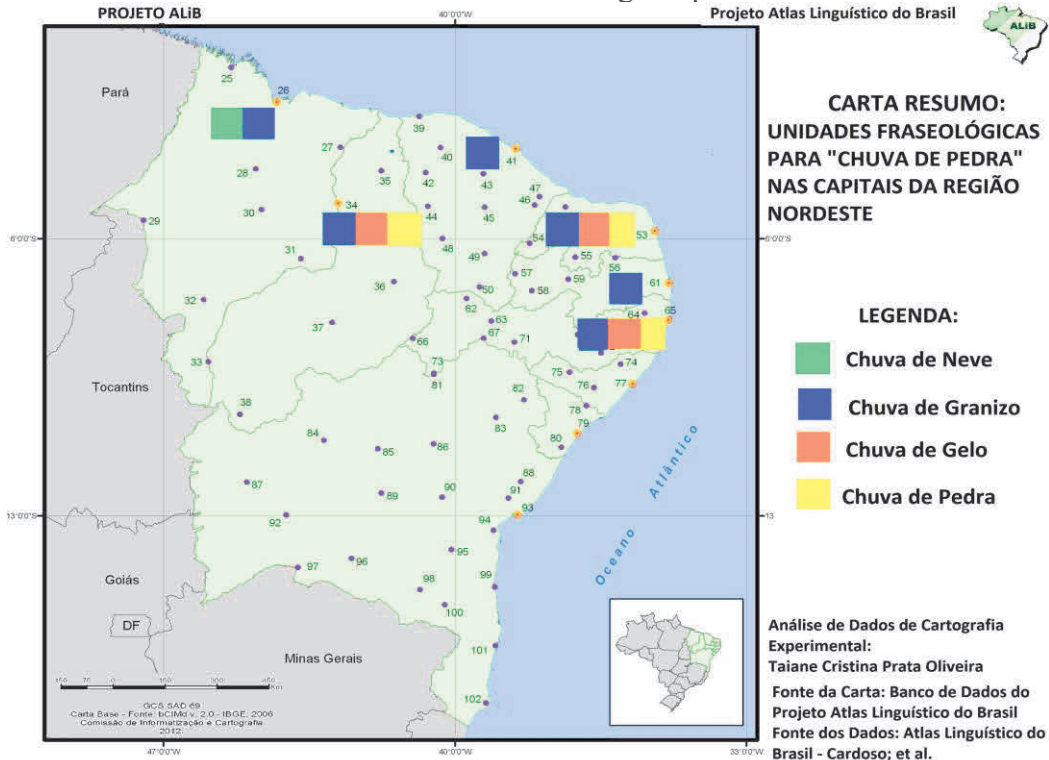 PROJETO ALiB
40°0'0"W
Projeto Atlas Linguístico do Brasil
ALiB
CARTA RESUMO:
UNIDADES FRASEOLÓGICAS
PARA "CHUVA DE PEDRA"
NAS CAPITAIS DA REGIÃO
NORDESTE
LEGENDA:
Chuva de Neve
Chuva de Granizo
Chuva de Gelo
Chuva de Pedra
Análise de Dados de Cartografia
Experimental:
Taiane Cristina Prata Oliveira
Fonte da Carta: Banco de Dados do
Projeto Atlas Linguístico do Brasil
Fonte dos Dados: Atlas Linguístico do
Brasil - Cardoso; et al.
Pará
Tocantins
Goiás
DF
Minas Gerais
Oceano Atlântico
25
26
39
27
40
41
28
35
42
43
47
46
34
44
45
29
30
53
54
48
31
49
55
56
57
59
36
50
58
61
32
62
64
65
63
37
67
66
71
33
73
74
81
75
76
77
38
82
78
79
83
84
80
85
86
87
88
89
90
91
93
92
94
95
96
97
98
99
100
101
102
6°0'0"S
13°0'0"S
13
47°0'0"W
40°0'0"W
33°0'0"W
GCS SAD 69
Carta Base - Fonte: bCIMd v. 2.0 - IBGE, 2006
Comissão de Informatização e Cartografia
2012